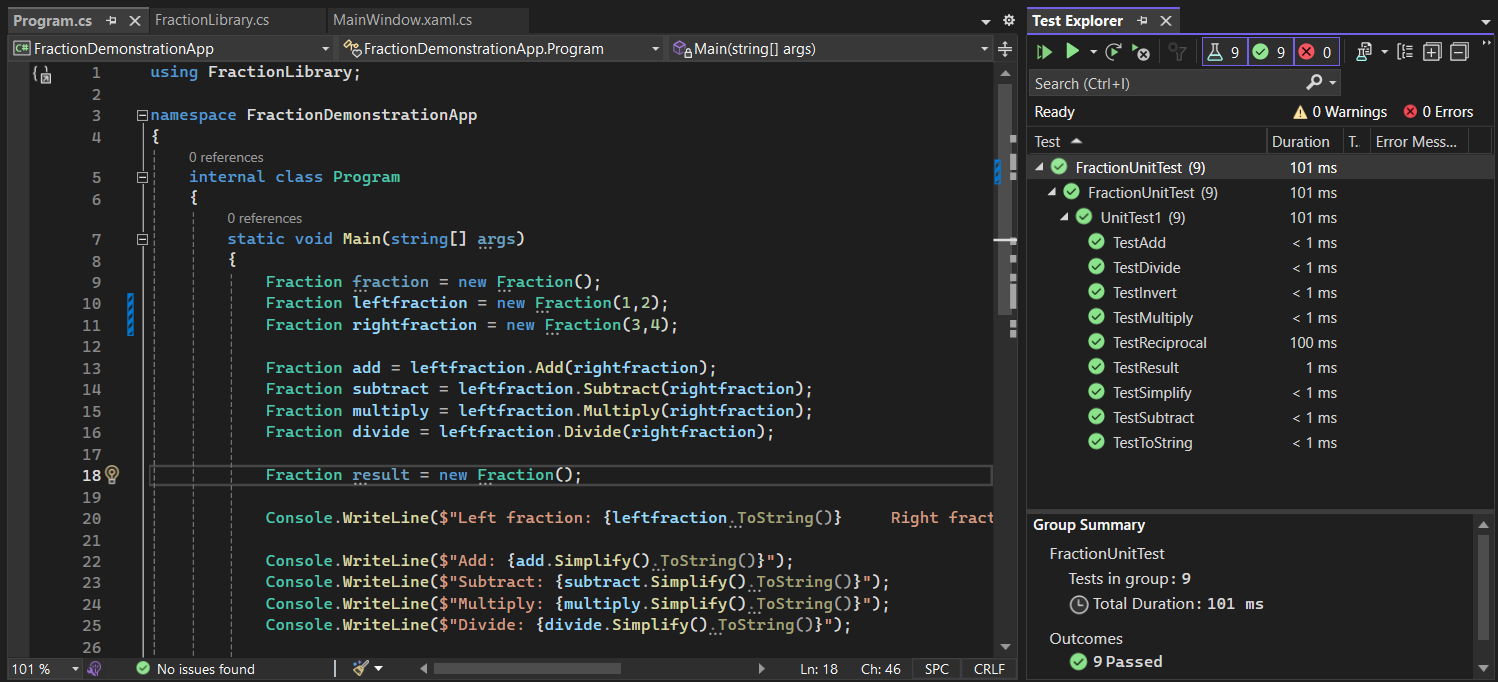 Program.cs FractionLibrary.cs MainWindow.xaml.cs
C# FractionDemonstrationApp FractionDemonstrationApp.Program Main(string[] args)
1 using FractionLibrary;
2
3 namespace FractionDemonstrationApp
4 {
0 references
5 internal class Program
6 {
0 references
7 static void Main(string[] args)
8 {
9 Fraction fraction = new Fraction();
10 Fraction leftfraction = new Fraction(1,2);
11 Fraction rightfraction = new Fraction(3,4);
12
13 Fraction add = leftfraction.Add(rightfraction);
14 Fraction subtract = leftfraction.Subtract(rightfraction);
15 Fraction multiply = leftfraction.Multiply(rightfraction);
16 Fraction divide = leftfraction.Divide(rightfraction);
17
18 Fraction result = new Fraction();
19
20 Console.WriteLine($"Left fraction: {leftfraction.ToString()} Right fract
21
22 Console.WriteLine($"Add: {add.Simplify().ToString()}");
23 Console.WriteLine($"Subtract: {subtract.Simplify().ToString()}");
24 Console.WriteLine($"Multiply: {multiply.Simplify().ToString()}");
25 Console.WriteLine($"Divide: {divide.Simplify().ToString()}");
26
101 % No issues found Ln: 18 Ch: 46 SPC CRLF
Test Explorer
9 9 0
Search (Ctrl+I)
Ready 0 Warnings 0 Errors
Test Duration T.. Error Mess...
FractionUnitTest (9) 101 ms
FractionUnitTest (9) 101 ms
UnitTest1 (9) 101 ms
TestAdd < 1 ms
TestDivide < 1 ms
TestInvert < 1 ms
TestMultiply < 1 ms
TestReciprocal 100 ms
TestResult 1 ms
TestSimplify < 1 ms
TestSubtract < 1 ms
TestToString < 1 ms
Group Summary
FractionUnitTest
Tests in group: 9
Total Duration: 101 ms
Outcomes
9 Passed